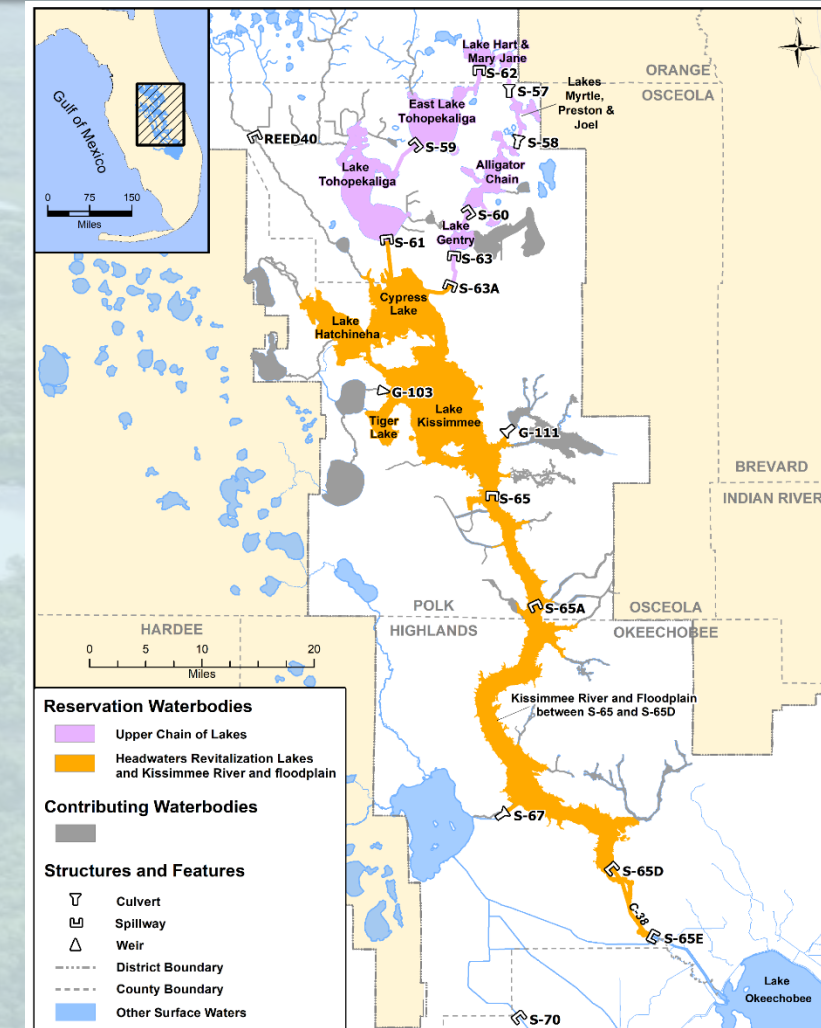 Gulf of Mexico
0 75 150
Miles
N
Lake Hart &
Mary Jane
S-62
ORANGE
OSCEOLA
S-57
Lakes
Myrtle,
Preston &
Joel
East Lake
Tohopekaliga
REED40
S-59
S-58
Lake
Tohopekaliga
Alligator
Chain
S-60
Lake
Gentry
S-61
S-63
S-63A
Cypress
Lake
Lake
Hatchineha
G-103
Lake
Kissimmee
Tiger
Lake
G-111
BREVARD
INDIAN RIVER
S-65
S-65A
POLK
HIGHLANDS
OSCEOLA
OKEECHOBEE
HARDEE
0 5 10 20
Miles
Kissimmee River and Floodplain
between S-65 and S-65D
S-67
S-65D
C-38
S-65E
Lake
Okeechobee
S-70
Reservation Waterbodies
Upper Chain of Lakes
Headwaters Revitalization Lakes
and Kissimmee River and floodplain
Contributing Waterbodies
Structures and Features
Culvert
Spillway
Weir
District Boundary
County Boundary
Other Surface Waters